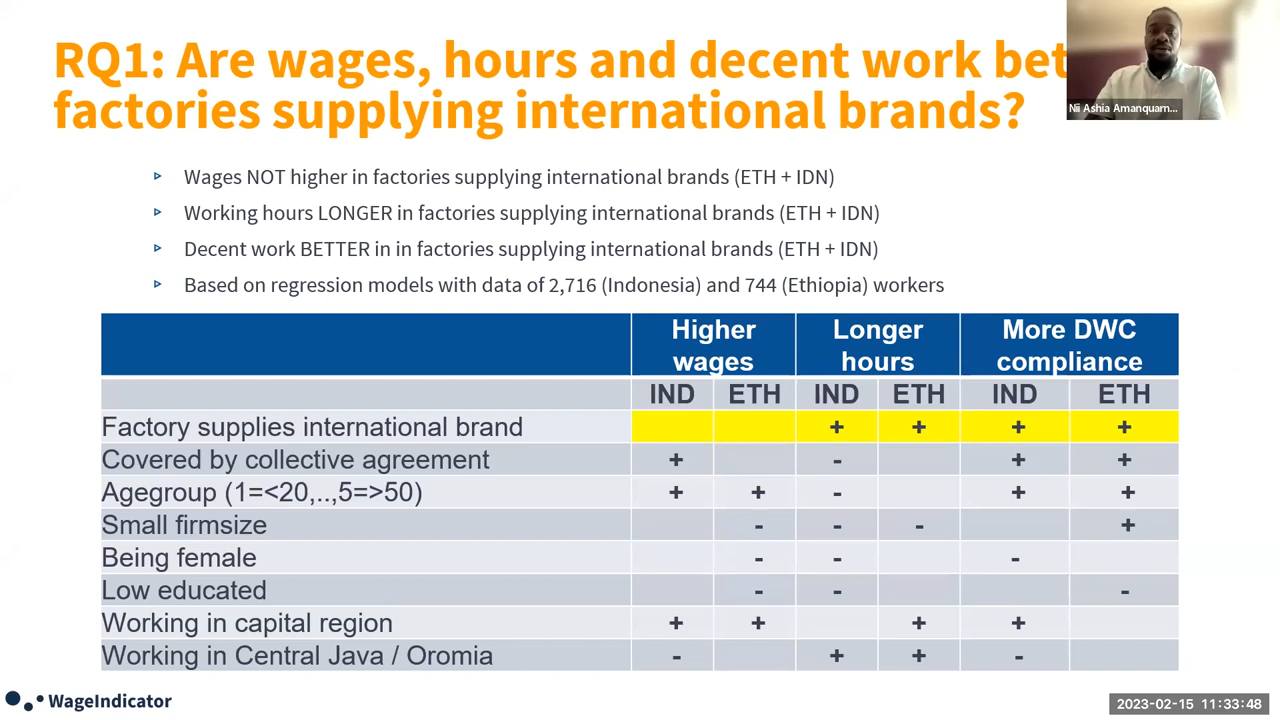 RQ1: Are wages, hours and decent work bet
factories supplying international brands?
Nii Ashia Amanquarn...
Wages NOT higher in factories supplying international brands (ETH + IDN)
Working hours LONGER in factories supplying international brands (ETH + IDN)
Decent work BETTER in in factories supplying international brands (ETH + IDN)
Based on regression models with data of 2,716 (Indonesia) and 744 (Ethiopia) workers
Higher wages Longer hours More DWC compliance
IND ETH IND ETH IND ETH
Factory supplies international brand + + + +
Covered by collective agreement + - + +
Agegroup (1=<20,..,5=>50) + + - + +
Small firmsize - - - +
Being female - - -
Low educated - - -
Working in capital region + + + +
Working in Central Java / Oromia - + + -
WageIndicator
2023-02-15 11:33:48